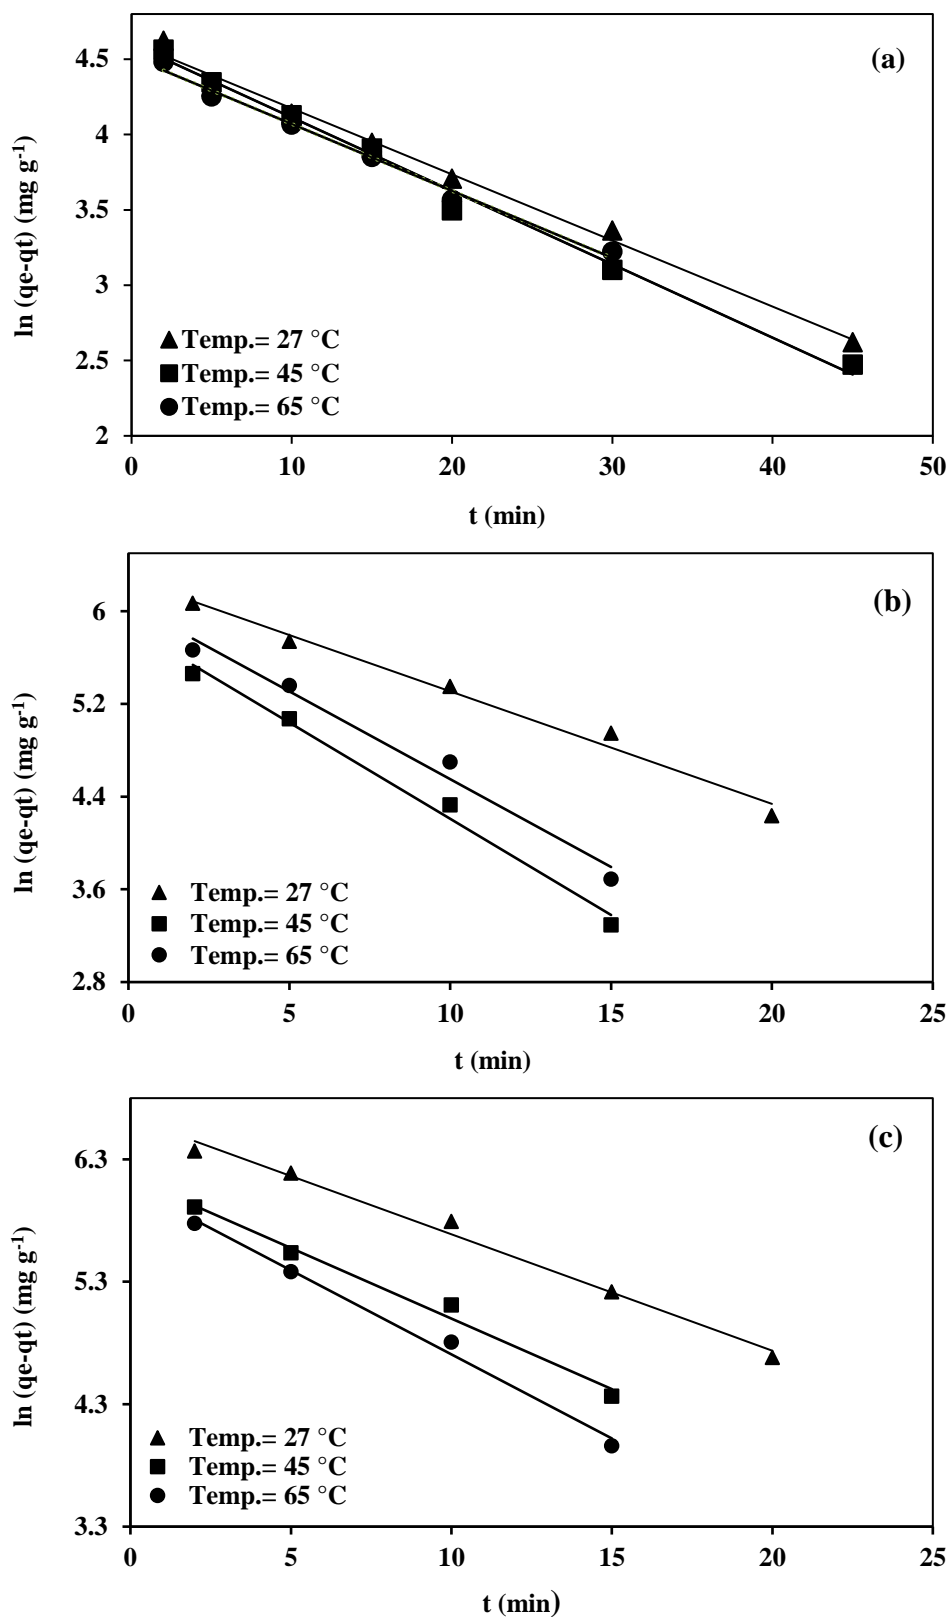 (a)
4.5
4
3.5
3
2.5
2
ln (qe-qt) (mg g-1)
Temp.= 27 °C
Temp.= 45 °C
Temp.= 65 °C
0 10 20 30 40 50
t (min)
(b)
6
5.2
4.4
3.6
2.8
ln (qe-qt) (mg g-1)
Temp.= 27 °C
Temp.= 45 °C
Temp.= 65 °C
0 5 10 15 20 25
t (min)
(c)
6.3
5.3
4.3
3.3
ln (qe-qt) (mg g-1)
Temp.= 27 °C
Temp.= 45 °C
Temp.= 65 °C
0 5 10 15 20 25
t (min)